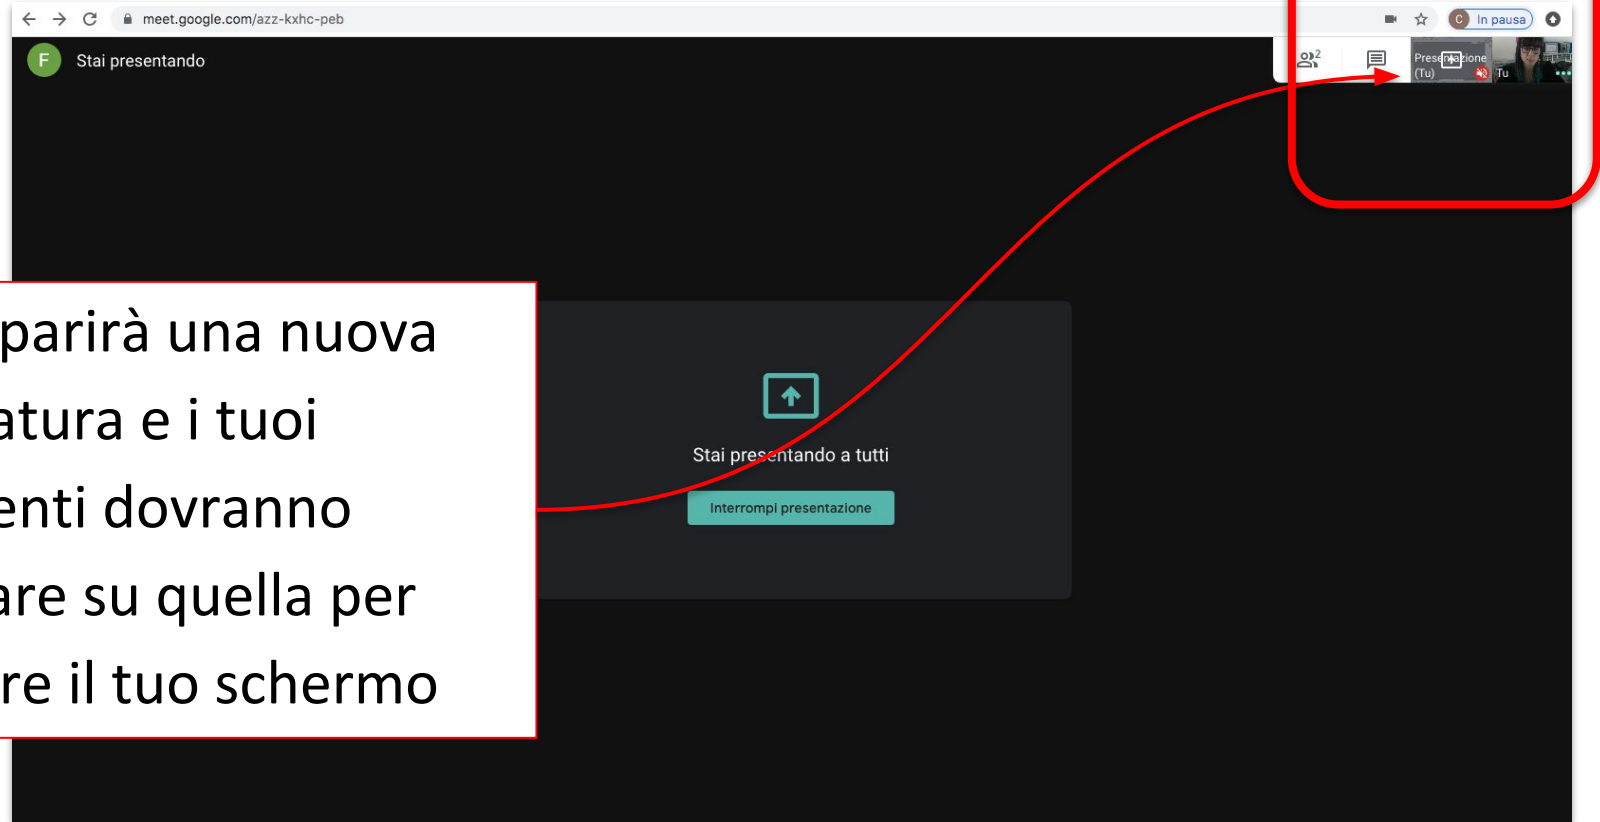 meet.google.com/azz-kxhc-peb
C In pausa
F Stai presentando
2
Presentazione
(Tu)
Tu
parirà una nuova
atura e i tuoi
enti dovranno
are su quella per
re il tuo schermo
Stai presentando a tutti
Interrompi presentazione